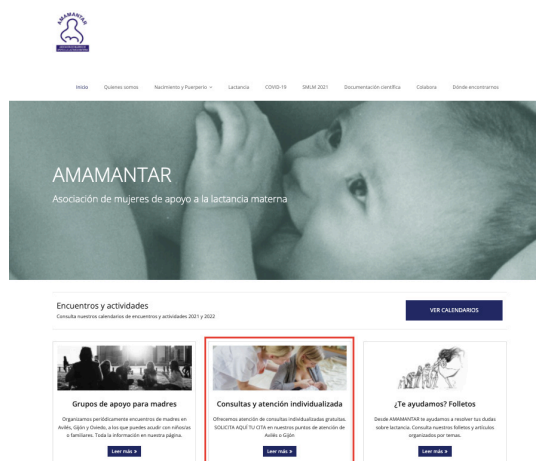 AMAMANTAR
Inicio
Quienes somos
Nacimiento y Puerperio
Lactancia
COVID-19
SMLM 2021
Documentación científica
Colabora
Dónde encontrarnos
AMAMANTAR
Asociación de mujeres de apoyo a la lactancia materna
Encuentros y actividades
Consulta nuestros calendarios de encuentros y actividades 2021 y 2022
VER CALENDARIOS
Grupos de apoyo para madres
Organizamos periódicamente encuentros de madres en
Avilés, Gijón y Oviedo, a los que puedes acudir con niños/as
o familiares. Toda la información en nuestra página.
Leer más »
Consultas y atención individualizada
Ofrecemos atención de consultas individualizadas gratuitas.
SOLICITA AQUÍ TU CITA en nuestros puntos de atención de
Avilés o Gijón.
Leer más »
¿Te ayudamos? Folletos
Desde AMAMANTAR te ayudamos a resolver tus dudas
sobre lactancia. Consulta nuestros folletos y artículos
organizados por temas.
Leer más »